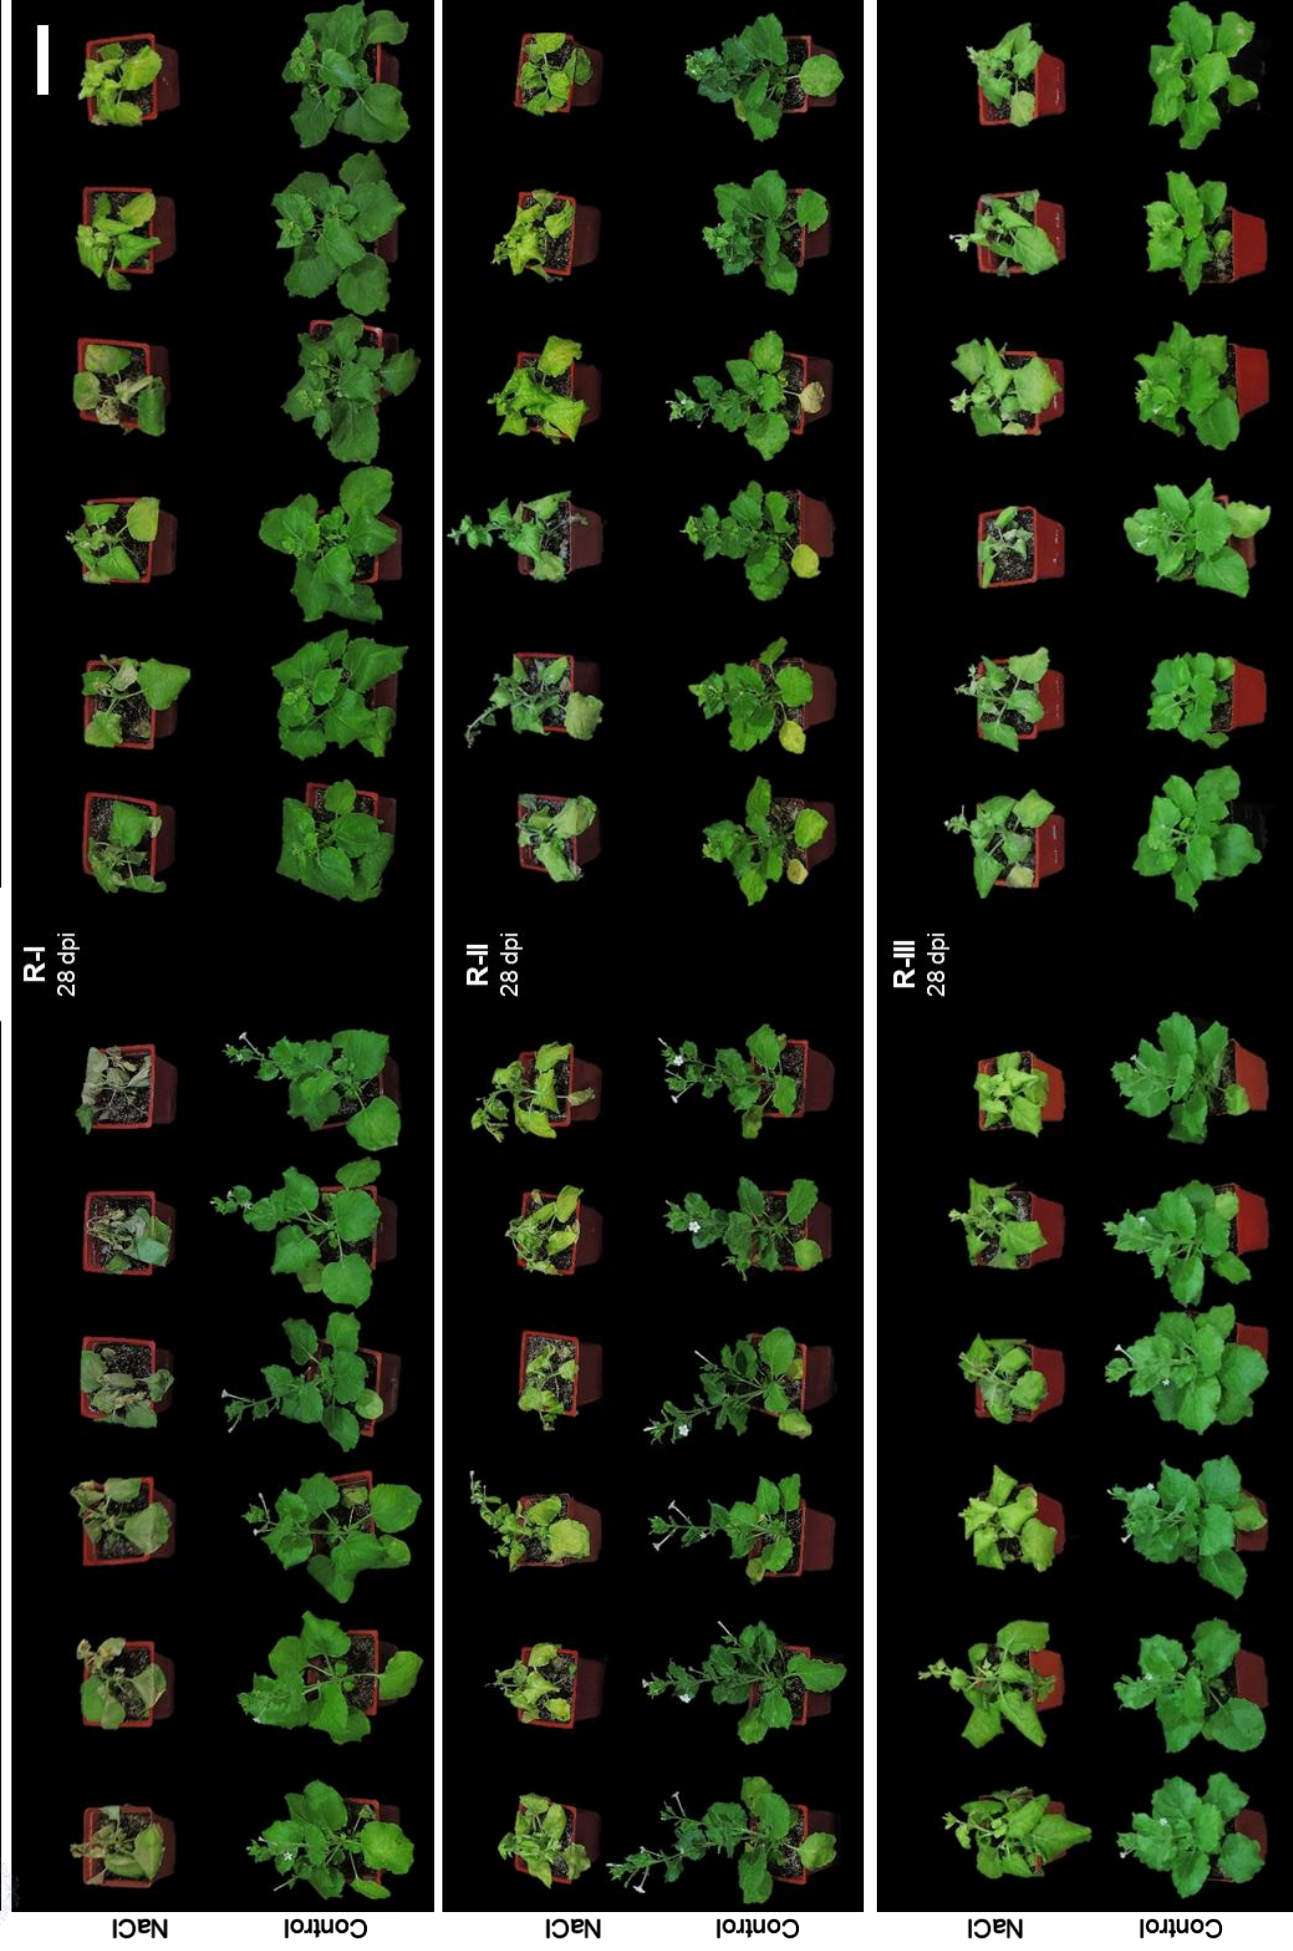 R-I
28 dpi
NaCl
Control
R-II
28 dpi
NaCl
Control
R-III
28 dpi
NaCl
Control